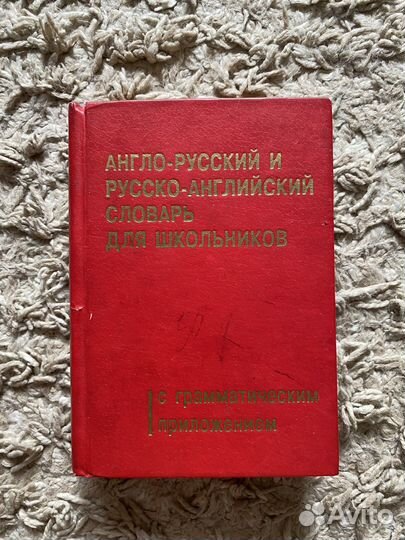 АНГЛО-РУССКИЙ И
РУССКО-АНГЛИЙСКИЙ
СЛОВАРЬ
ДЛЯ ШКОЛЬНИКОВ
с грамматическим
приложением
Avito